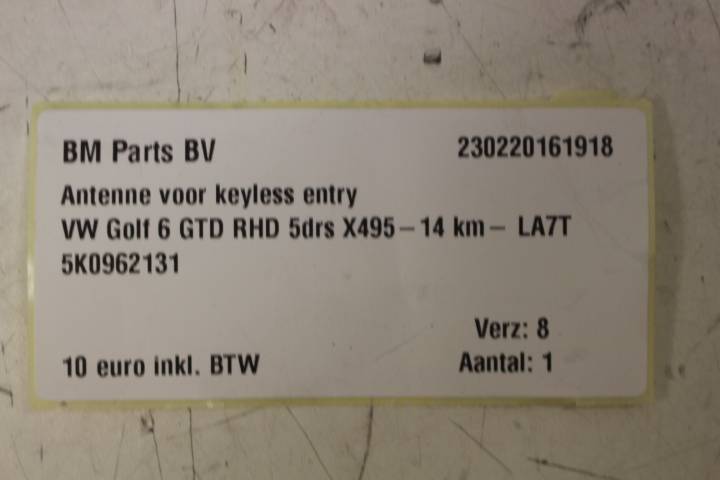 BM Parts BV 230220161918
Antenne voor keyless entry
VW Golf 6 GTD RHD 5drs X495-14 km- LA7T
5K0962131
Verz: 8
10 euro inkl. BTW Aantal: 1